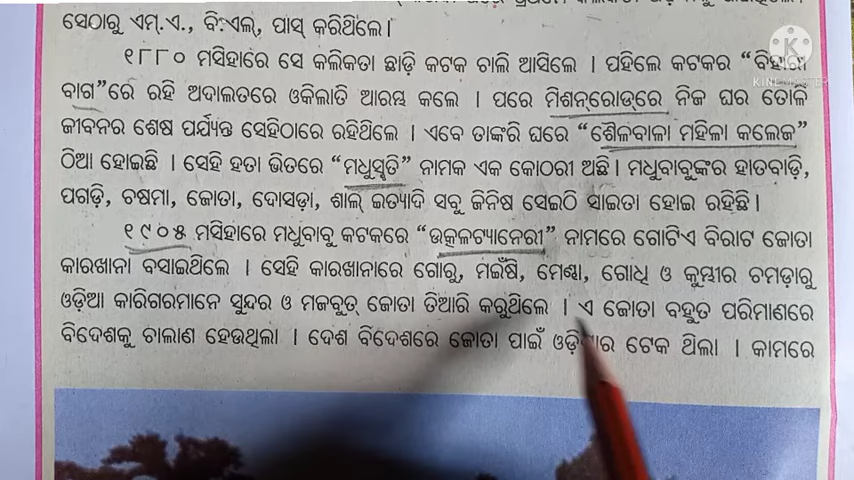 ସେଠାରୁ ଏମ୍.ଏ., ବି.ଏଲ୍, ପାସ୍ କରିଥିଲେ।
୧୮୮୦ ମସିହାରେ ସେ କଲିକତା ଛାଡ଼ି କଟକ ଚାଲି ଆସିଲେ । ପହିଲେ କଟକର “ବିହାରୀ
ବାଗ”ରେ ରହି ଅଦାଲତରେ ଓକିଲାତି ଆରମ୍ଭ କଲେ । ପରେ ମିଶନ୍‌ରୋଡ୍‌ରେ ନିଜ ଘର ତୋଳି
ଜୀବନର ଶେଷ ପର୍ଯ୍ୟନ୍ତ ସେହିଠାରେ ରହିଥିଲେ । ଏବେ ତାଙ୍କରି ଘରେ “ଶୈଳବାଳା ମହିଳା କଲେଜ”
ଠିଆ ହୋଇଛି । ସେହି ହତା ଭିତରେ “ମଧୁସ୍ମୃତି” ନାମକ ଏକ କୋଠରୀ ଅଛି। ମଧୁବାବୁଙ୍କର ହାତବାଡ଼ି,
ପଗଡ଼ି, ଚଷମା, ଜୋତା, ଦୋସଡ଼ା, ଶାଲ୍ ଇତ୍ୟାଦି ସବୁ ଜିନିଷ ସେଇଠି ସାଇତା ହୋଇ ରହିଛି।
୧୯୦୫ ମସିହାରେ ମଧୁବାବୁ କଟକରେ “ଉତ୍କଳଟ୍ୟାନେରୀ” ନାମରେ ଗୋଟିଏ ବିରାଟ ଜୋତା
କାରଖାନା ବସାଇଥିଲେ । ସେହି କାରଖାନାରେ ଗୋରୁ, ମଇଁଷି, ମେଣ୍ଢା, ଗୋଧି ଓ କୁମ୍ଭୀର ଚମଡ଼ାରୁ
ଓଡ଼ିଆ କାରିଗରମାନେ ସୁନ୍ଦର ଓ ମଜବୁତ୍ ଜୋତା ତିଆରି କରୁଥିଲେ । ଏ ଜୋତା ବହୁତ ପରିମାଣରେ
ବିଦେଶକୁ ଚାଲାଣ ହେଉଥିଲା । ଦେଶ ବିଦେଶରେ ଜୋତା ପାଇଁ ଟେକ ଥିଲା । କାମରେ
KINEMASTER